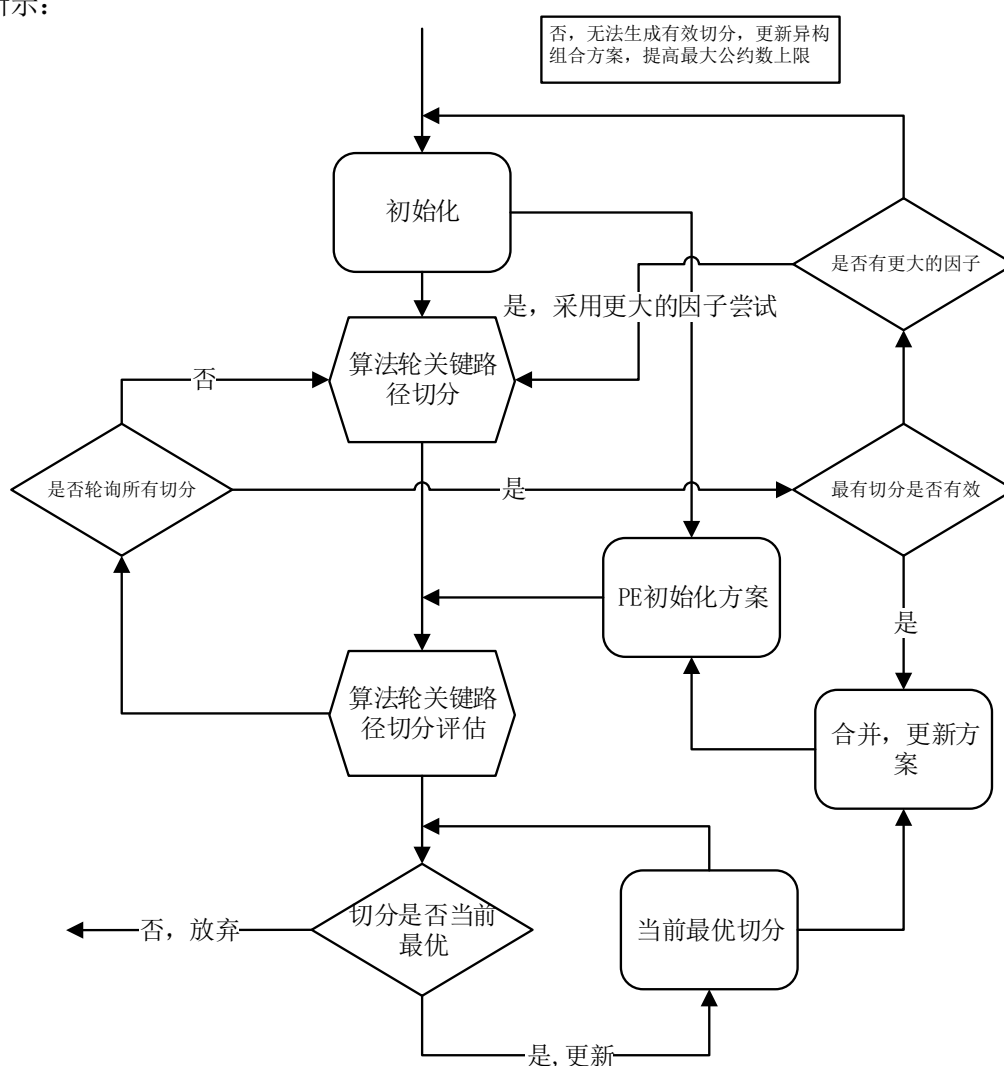 所示：
否，无法生成有效切分，更新异构
组合方案，提高最大公约数上限
初始化
是否有更大的因子
是，采用更大的因子尝试
算法轮关键路
径切分
否
是否轮询所有切分
是
最有切分是否有效
PE初始化方案
是
算法轮关键路
径切分评估
合并，更新方
案
切分是否当前
最优
否，放弃
当前最优切分
是,更新